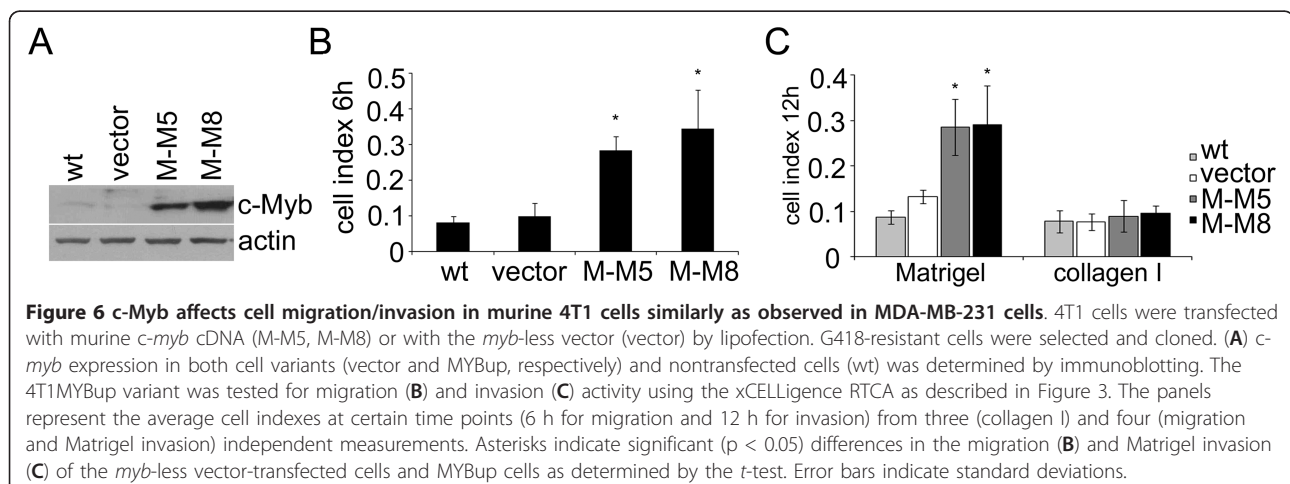 A
wt
vector
M-M5
M-M8
c-Myb
actin
B
cell index 6h
0.5
0.4
0.3
0.2
0.1
0
*
*
wt
vector
M-M5
M-M8
C
cell index 12h
0.4
0.3
0.2
0.1
0
*
*
Matrigel
collagen I
wt
vector
M-M5
M-M8
Figure 6 c-Myb affects cell migration/invasion in murine 4T1 cells similarly as observed in MDA-MB-231 cells. 4T1 cells were transfected
with murine c-myb cDNA (M-M5, M-M8) or with the myb-less vector (vector) by lipofection. G418-resistant cells were selected and cloned. (A) c-
myb expression in both cell variants (vector and MYBup, respectively) and nontransfected cells (wt) was determined by immunoblotting. The
4T1MYBup variant was tested for migration (B) and invasion (C) activity using the xCELLigence RTCA as described in Figure 3. The panels
represent the average cell indexes at certain time points (6 h for migration and 12 h for invasion) from three (collagen I) and four (migration
and Matrigel invasion) independent measurements. Asterisks indicate significant (p < 0.05) differences in the migration (B) and Matrigel invasion
(C) of the myb-less vector-transfected cells and MYBup cells as determined by the t-test. Error bars indicate standard deviations.